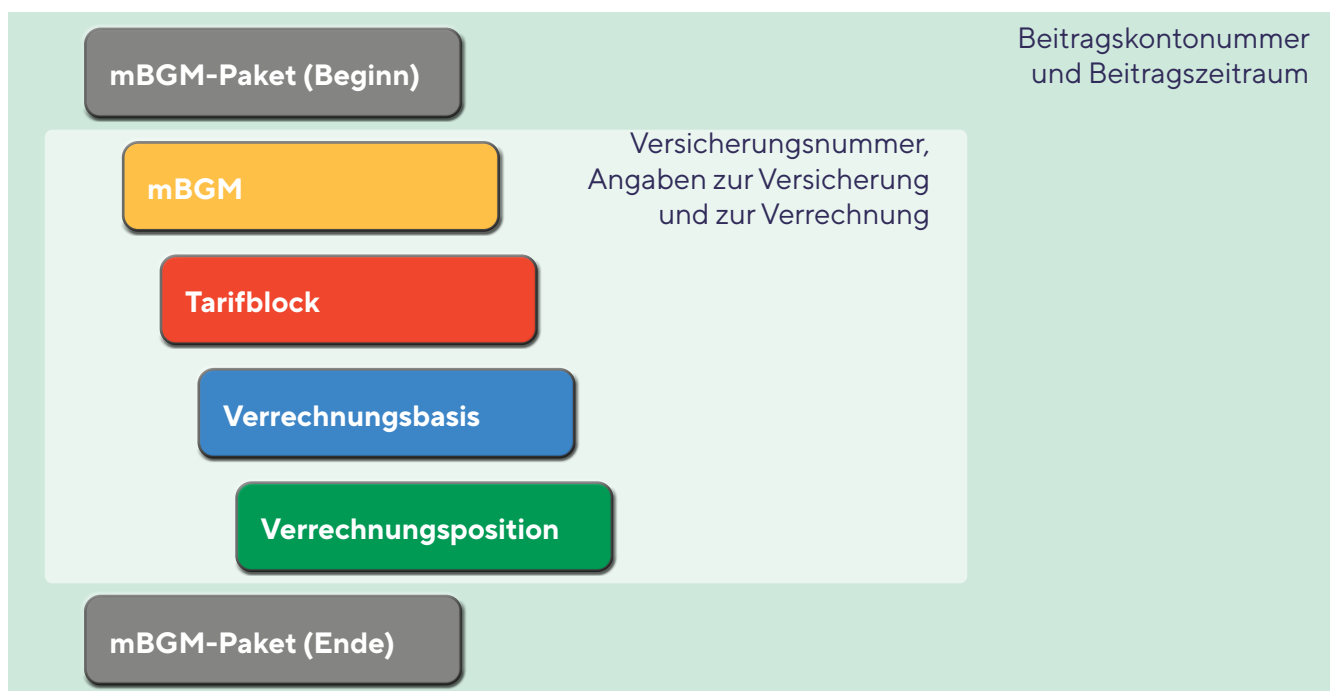 mBGM-Paket (Beginn)
Beitragskontonummer
und Beitragszeitraum
mBGM
Versicherungsnummer,
Angaben zur Versicherung
und zur Verrechnung
Tarifblock
Verrechnungsbasis
Verrechnungsposition
mBGM-Paket (Ende)